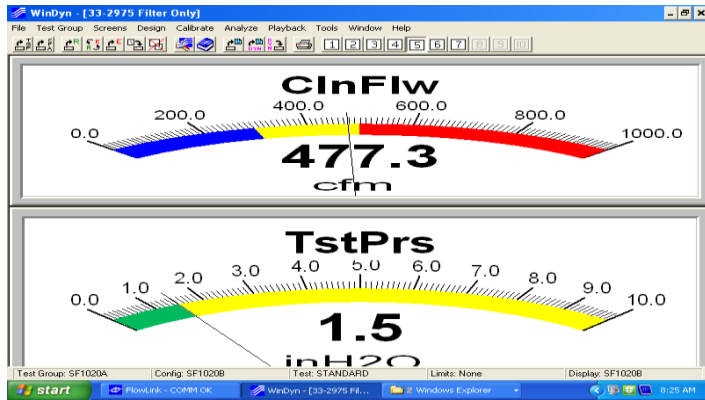 WinDyn - [33-2975 Filter Only]
File Test Group Screens Design Calibrate Analyze Playback Tools Window Help
1 2 3 4 5 6 7 8 9 10
ClnFlw
0.0 200.0 400.0 600.0 800.0 1000.0
477.3
cfm
TstPrs
0.0 1.0 2.0 3.0 4.0 5.0 6.0 7.0 8.0 9.0 10.0
1.5
inH2O
Test Group: SF1020A Config: SF1020B Test: STANDARD Limits: None Display: SF1020B
start FlowLink - COMM OK WinDyn - [33-2975 Fil... 2 Windows Explorer 8:25 AM